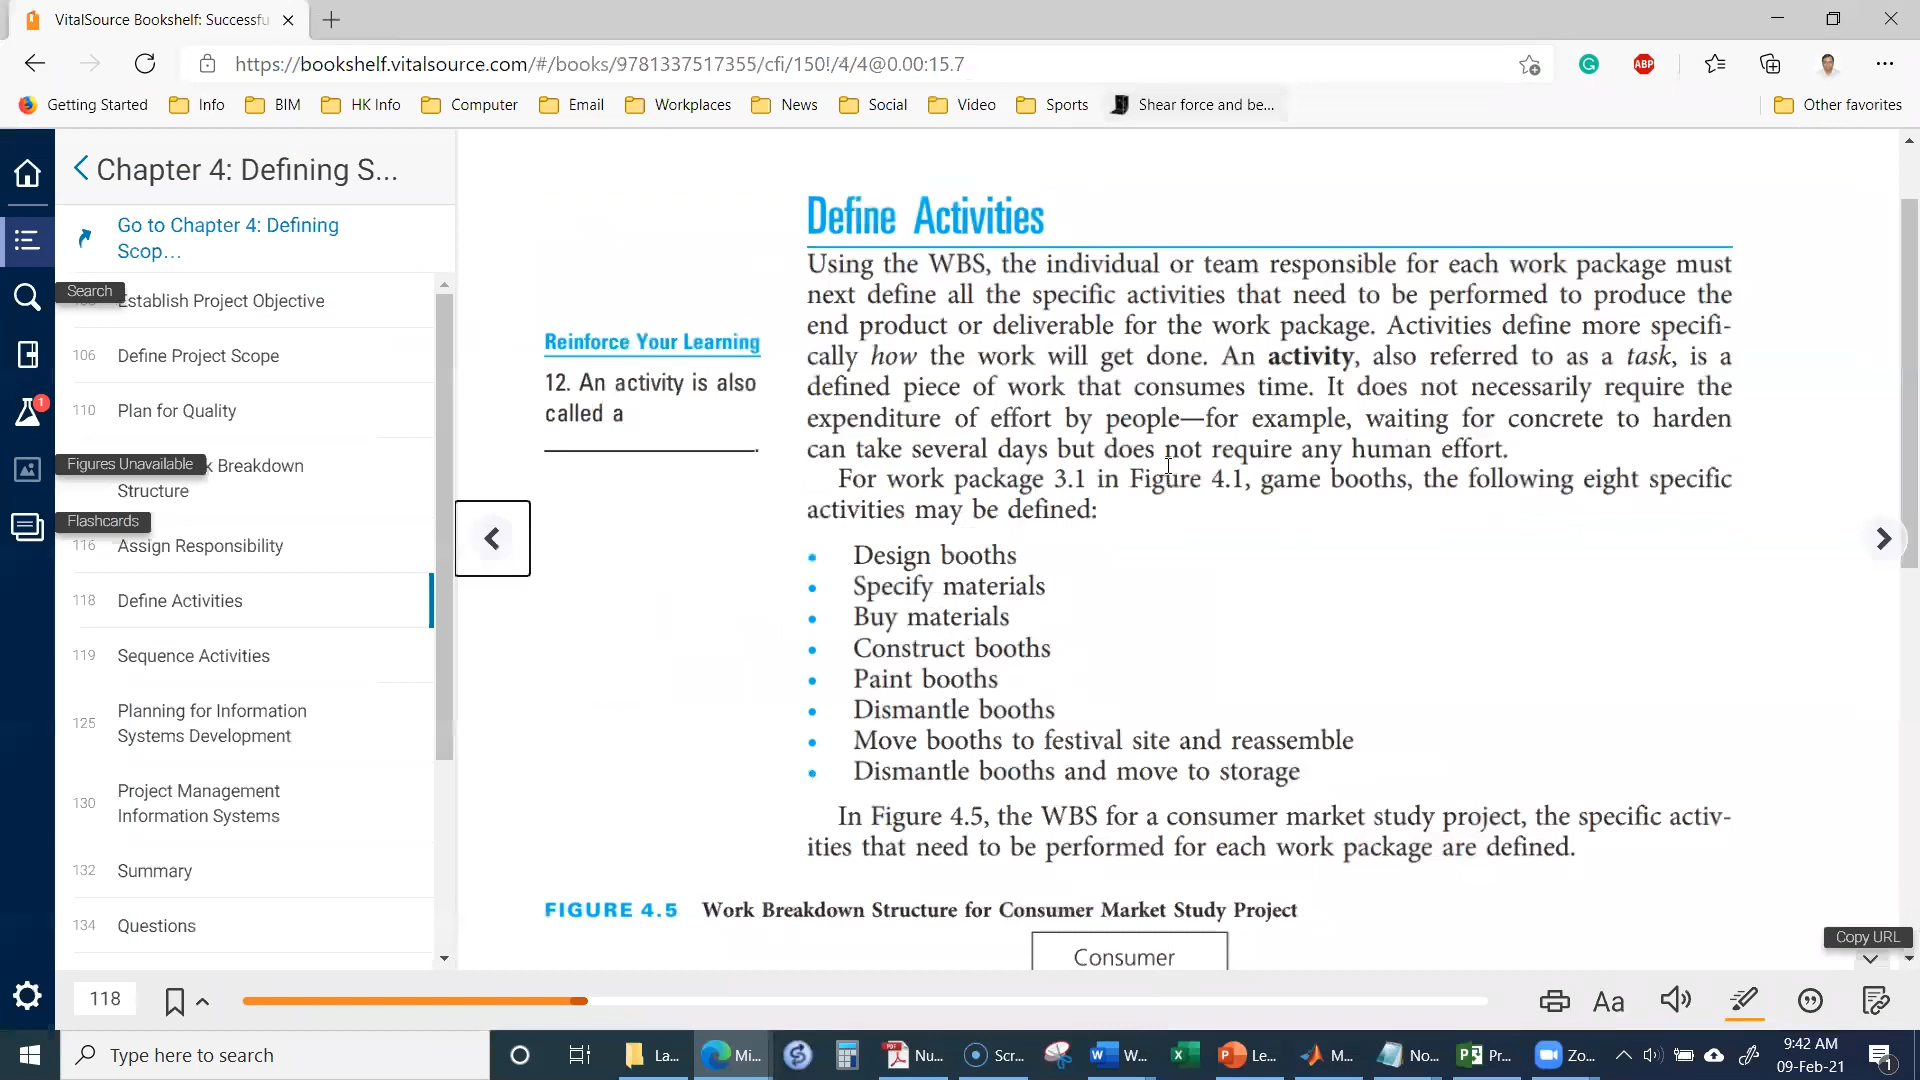 VitalSource Bookshelf: Successfu
https://bookshelf.vitalsource.com/#/books/9781337517355/cfi/150!/4/4@0.00:15.7
ABP
Getting Started
Info
BIM
HK Info
Computer
Email
Workplaces
News
Social
Video
Sports
Shear force and be...
Other favorites
Chapter 4: Defining S...
Go to Chapter 4: Defining
Scop...
Search
Establish Project Objective
106 Define Project Scope
1
110 Plan for Quality
Figures Unavailable
k Breakdown
Structure
Flashcards
116 Assign Responsibility
118 Define Activities
119 Sequence Activities
125 Planning for Information
Systems Development
130 Project Management
Information Systems
132 Summary
134 Questions
Define Activities
Using the WBS, the individual or team responsible for each work package must
next define all the specific activities that need to be performed to produce the
end product or deliverable for the work package. Activities define more specifi-
cally how the work will get done. An activity, also referred to as a task, is a
defined piece of work that consumes time. It does not necessarily require the
expenditure of effort by people—for example, waiting for concrete to harden
can take several days but does not require any human effort.
Reinforce Your Learning
12. An activity is also
called a
For work package 3.1 in Figure 4.1, game booths, the following eight specific
activities may be defined:
• Design booths
• Specify materials
• Buy materials
• Construct booths
• Paint booths
• Dismantle booths
• Move booths to festival site and reassemble
• Dismantle booths and move to storage
In Figure 4.5, the WBS for a consumer market study project, the specific activ-
ities that need to be performed for each work package are defined.
FIGURE 4.5 Work Breakdown Structure for Consumer Market Study Project
Consumer
Copy URL
118
Aa
Type here to search
La...
Mi...
Nu...
Scr...
W...
Le...
M...
No...
Pr...
Zo...
9:42 AM
09-Feb-21
1